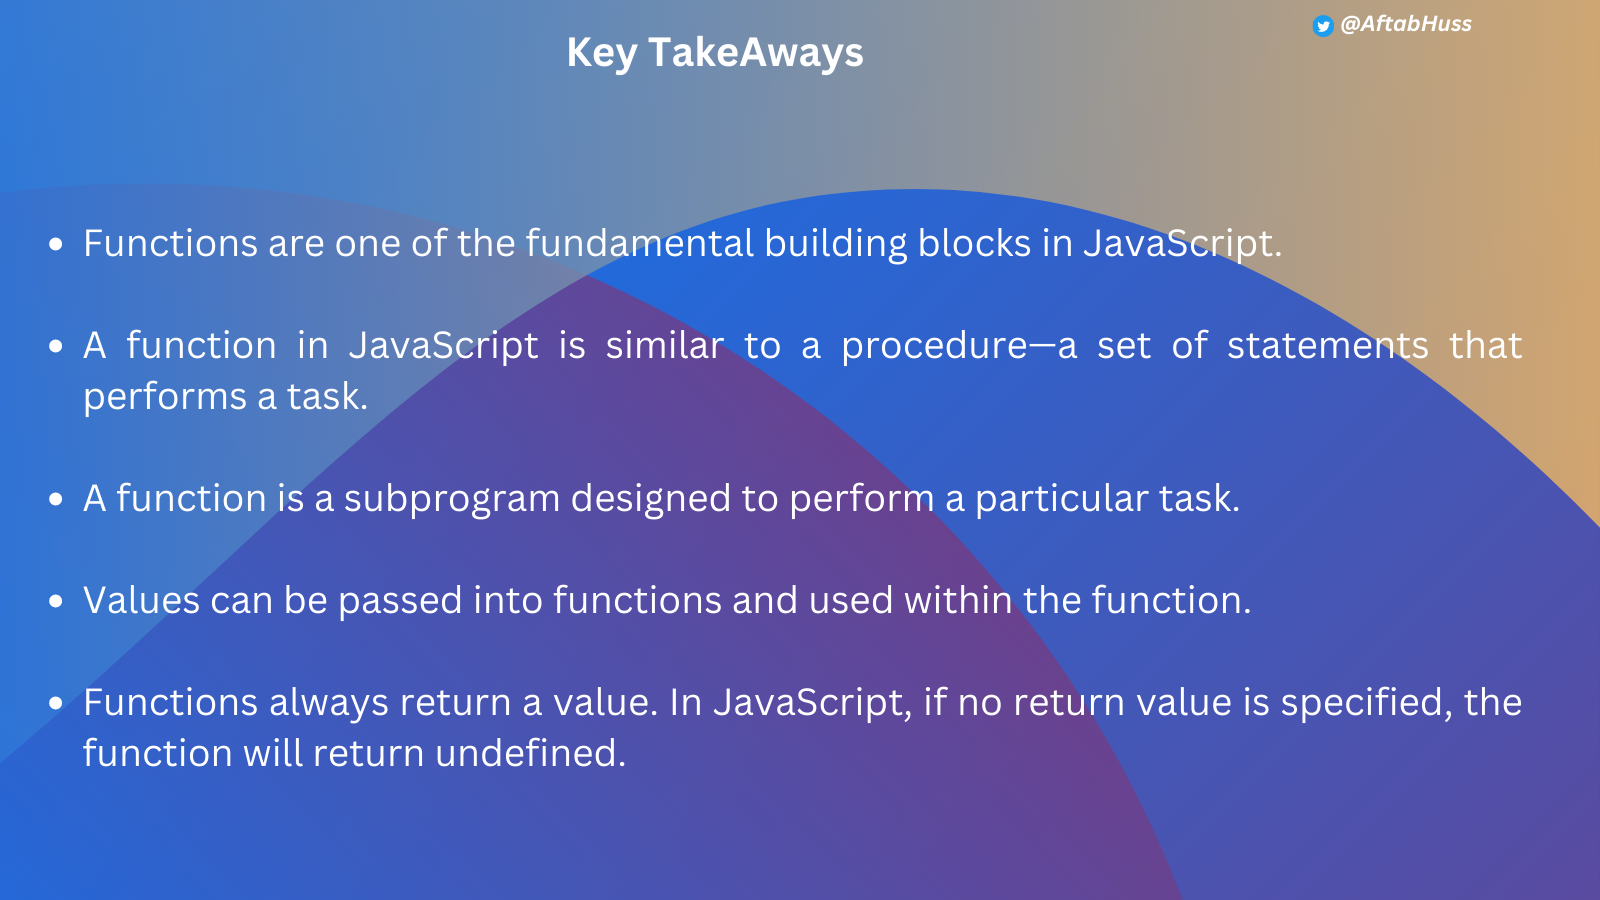 @AftabHuss
Key TakeAways
Functions are one of the fundamental building blocks in JavaScript.
A function in JavaScript is similar to a procedure—a set of statements that
performs a task.
A function is a subprogram designed to perform a particular task.
Values can be passed into functions and used within the function.
Functions always return a value. In JavaScript, if no return value is specified, the
function will return undefined.